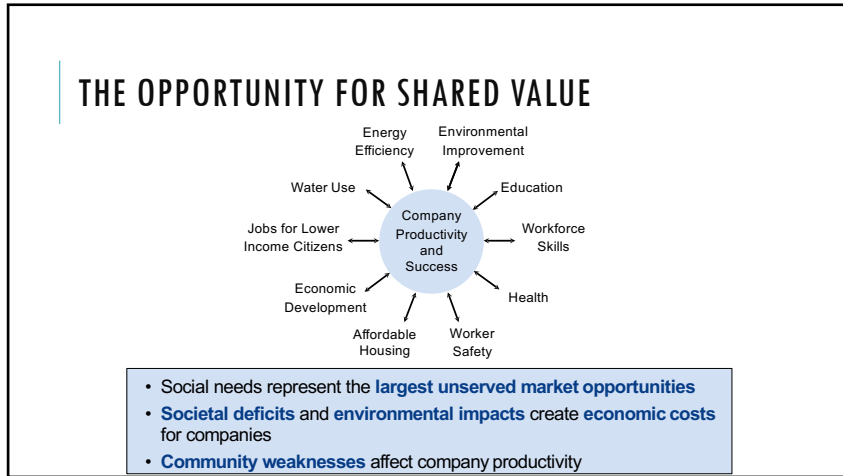 THE OPPORTUNITY FOR SHARED VALUE
Energy
Efficiency
Environmental
Improvement
Water Use
Education
Jobs for Lower
Income Citizens
Company
Productivity
and
Success
Workforce
Skills
Economic
Development
Health
Affordable
Housing
Worker
Safety
• Social needs represent the largest unserved market opportunities
• Societal deficits and environmental impacts create economic costs
for companies
• Community weaknesses affect company productivity